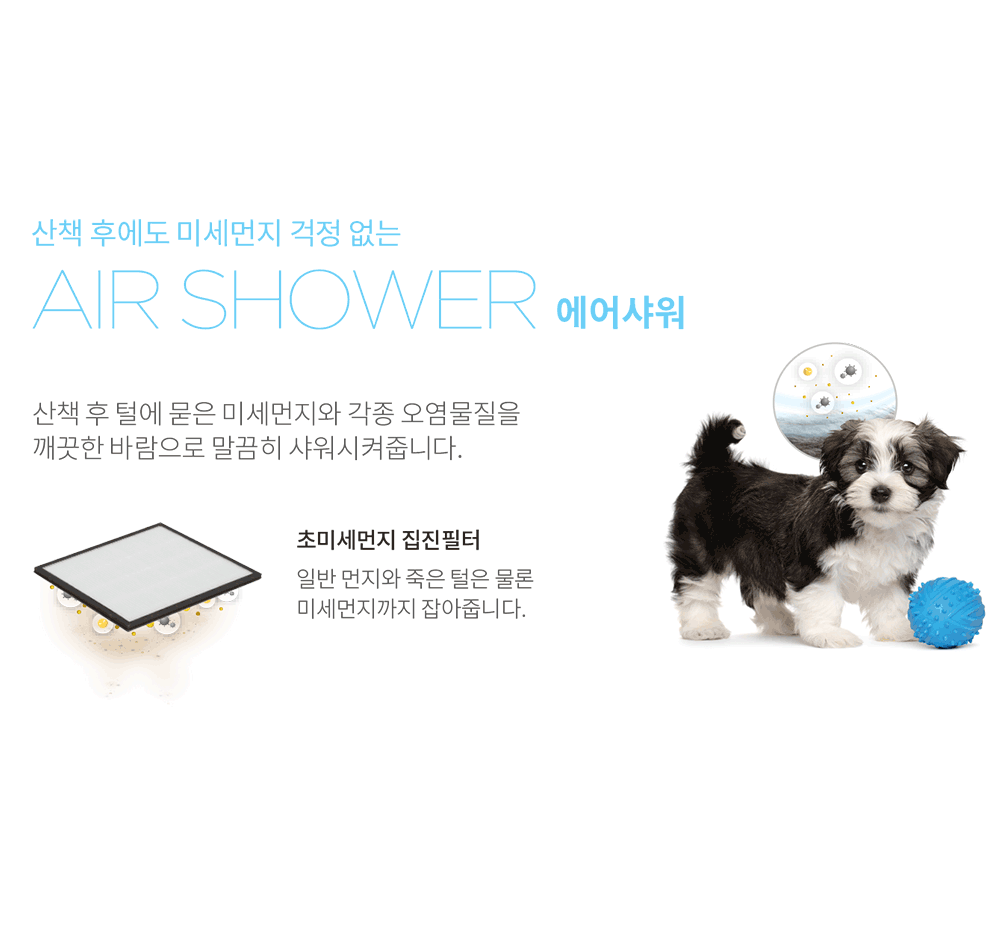 산책 후에도 미세먼지 걱정 없는
AIR SHOWER 에어샤워
산책 후 털에 묻은 미세먼지와 각종 오염물질을
깨끗한 바람으로 말끔히 샤워시켜줍니다.
초미세먼지 집진필터
일반 먼지와 죽은 털은 물론
미세먼지까지 잡아줍니다.